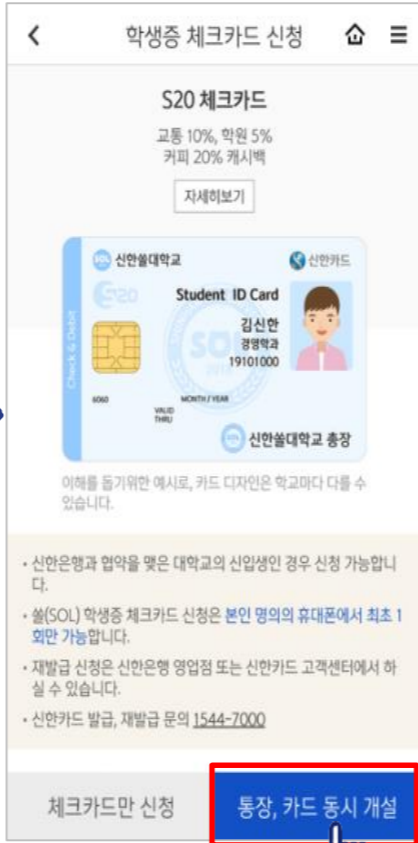 학생증 체크카드 신청
S20 체크카드
교통 10%, 학원 5%
커피 20% 캐시백
자세히보기
SOL 신한쏠대학교 신한카드
S20 Student ID Card
Check & Debit
김신한
경영학과
19101000
6060 MONTH / YEAR
VALID
THRU
신한쏠대학교 총장
이해를 돕기위한 예시로, 카드 디자인은 학교마다 다를 수
있습니다.
· 신한은행과 협약을 맺은 대학교의 신입생인 경우 신청 가능합니
다.
· 쏠(SOL) 학생증 체크카드 신청은 본인 명의의 휴대폰에서 최초 1
회만 가능합니다.
· 재발급 신청은 신한은행 영업점 또는 신한카드 고객센터에서 하
실 수 있습니다.
· 신한카드 발급, 재발급 문의 1544-7000
체크카드만 신청 통장, 카드 동시 개설